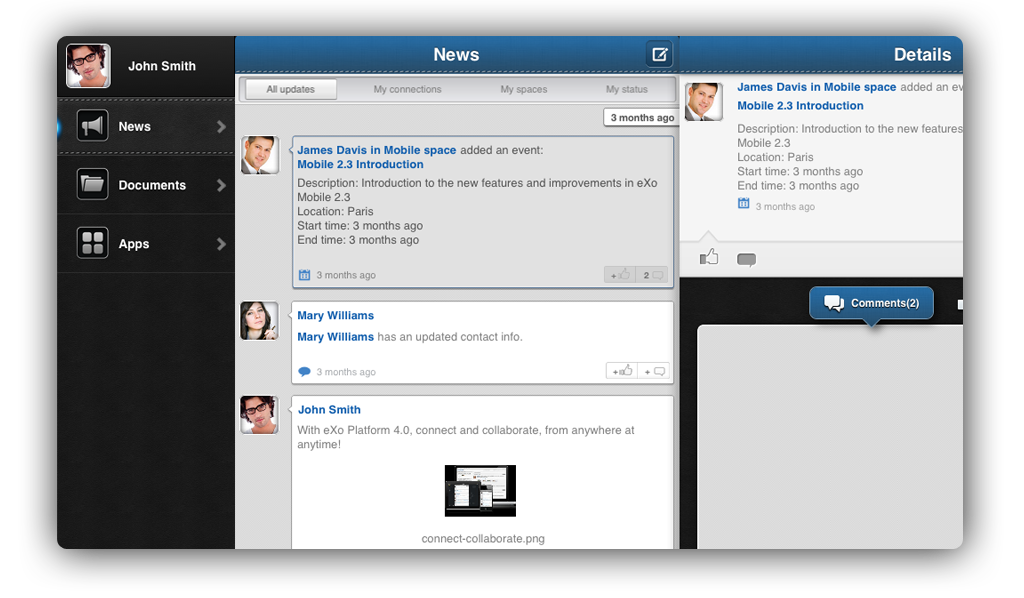 John Smith
News
Documents
Apps
News
All updates
My connections
My spaces
My status
3 months ago
James Davis in Mobile space added an event:
Mobile 2.3 Introduction
Description: Introduction to the new features and improvements in eXo
Mobile 2.3
Location: Paris
Start time: 3 months ago
End time: 3 months ago
3 months ago
+
2
Mary Williams
Mary Williams has an updated contact info.
3 months ago
+
+
John Smith
With eXo Platform 4.0, connect and collaborate, from anywhere at
anytime!
connect-collaborate.png
Details
James Davis in Mobile space added an ev
Mobile 2.3 Introduction
Description: Introduction to the new features
Mobile 2.3
Location: Paris
Start time: 3 months ago
End time: 3 months ago
3 months ago
Comments(2)